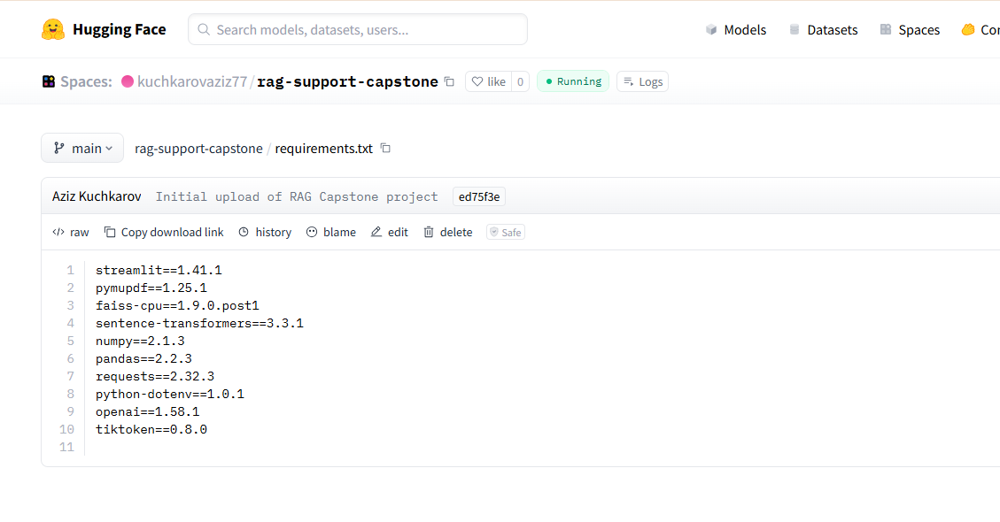 Hugging Face
Search models, datasets, users...
Models
Datasets
Spaces
Spaces:
kuchkarovaziz77/rag-support-capstone
like 0
Running
Logs
main
rag-support-capstone / requirements.txt
Aziz Kuchkarov Initial upload of RAG Capstone project ed75f3e
</> raw Copy download link history blame edit delete Safe
1 streamlit==1.41.1
2 pymupdf==1.25.1
3 faiss-cpu==1.9.0.post1
4 sentence-transformers==3.3.1
5 numpy==2.1.3
6 pandas==2.2.3
7 requests==2.32.3
8 python-dotenv==1.0.1
9 openai==1.58.1
10 tiktoken==0.8.0
11